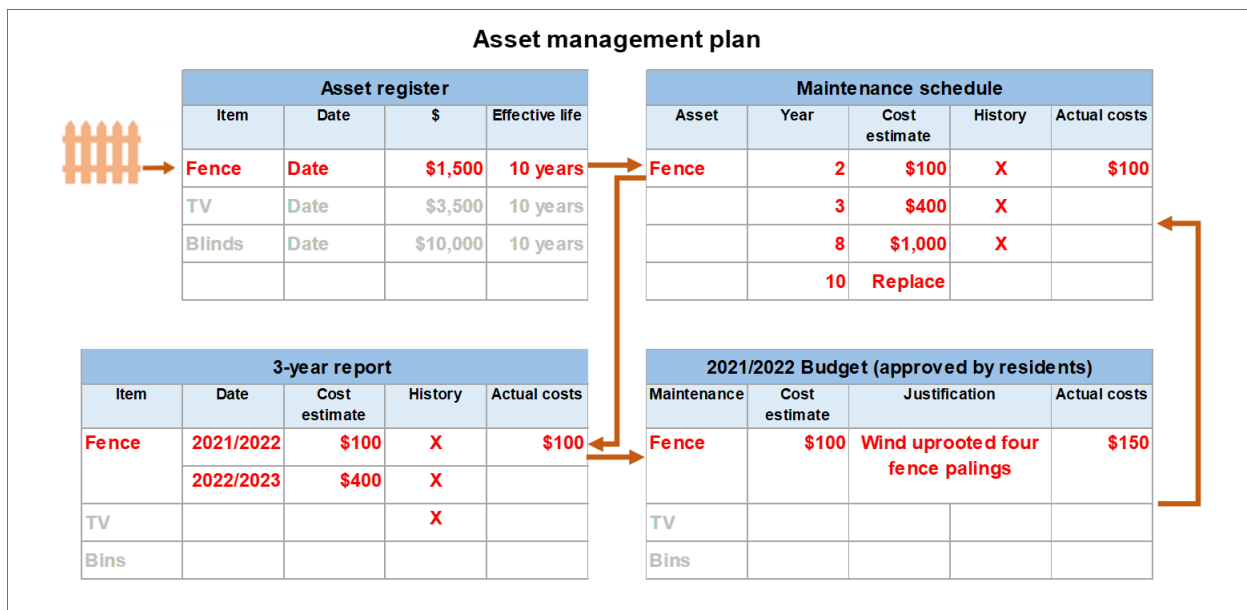 Asset management plan
Asset register
Item Date $ Effective life
Fence Date $1,500 10 years
TV Date $3,500 10 years
Blinds Date $10,000 10 years
Maintenance schedule
Asset Year Cost estimate History Actual costs
Fence 2 $100 X $100
3 $400 X
8 $1,000 X
10 Replace
3-year report
Item Date Cost estimate History Actual costs
Fence 2021/2022 $100 X $100
2022/2023 $400 X
TV X
Bins
2021/2022 Budget (approved by residents)
Maintenance Cost estimate Justification Actual costs
Fence $100 Wind uprooted four fence palings $150
TV
Bins